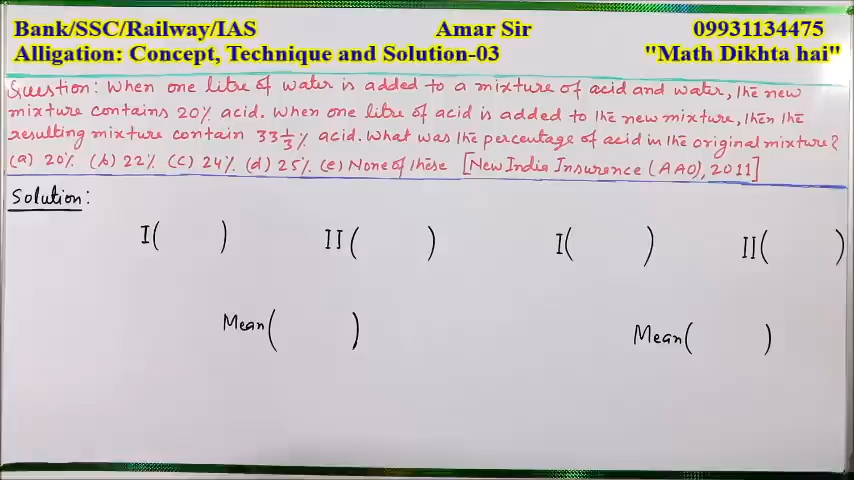 Bank/SSC/Railway/IAS Amar Sir 09931134475
Alligation: Concept, Technique and Solution-03 "Math Dikhta hai"
Question: When one litre of water is added to a mixture of acid and water, the new
mixture contains 20% acid. When one litre of acid is added to the new mixture, then the
resulting mixture contain 33 1/3 % acid. What was the percentage of acid in the original mixture?
(a) 20% (b) 22% (c) 24% (d) 25% (e) None of these [New India Insurence (AAO), 2011]
Solution:
I( ) II( ) I( ) II( )
Mean( ) Mean( )